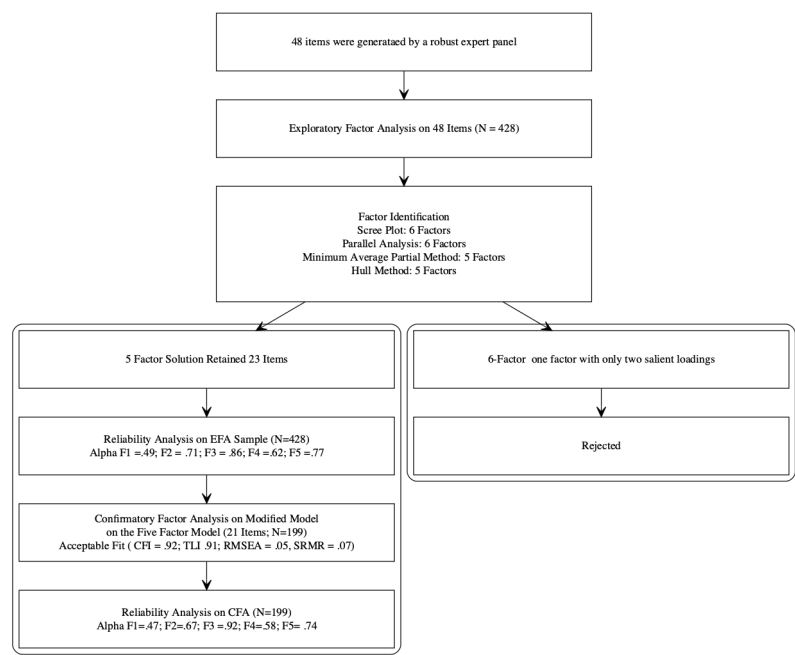 48 items were generataed by a robust expert panel
Exploratory Factor Analysis on 48 Items (N = 428)
Factor Identification
Scree Plot: 6 Factors
Parallel Analysis: 6 Factors
Minimum Average Partial Method: 5 Factors
Hull Method: 5 Factors
5 Factor Solution Retained 23 Items
Reliability Analysis on EFA Sample (N=428)
Alpha F1 =.49; F2 = .71; F3 = .86; F4 =.62; F5 =.77
Confirmatory Factor Analysis on Modified Model
on the Five Factor Model (21 Items; N=199)
Acceptable Fit ( CFI = .92; TLI .91; RMSEA = .05, SRMR = .07)
Reliability Analysis on CFA (N=199)
Alpha F1=.47; F2=.67; F3 =.92; F4=.58; F5= .74
6-Factor  one factor with only two salient loadings
Rejected